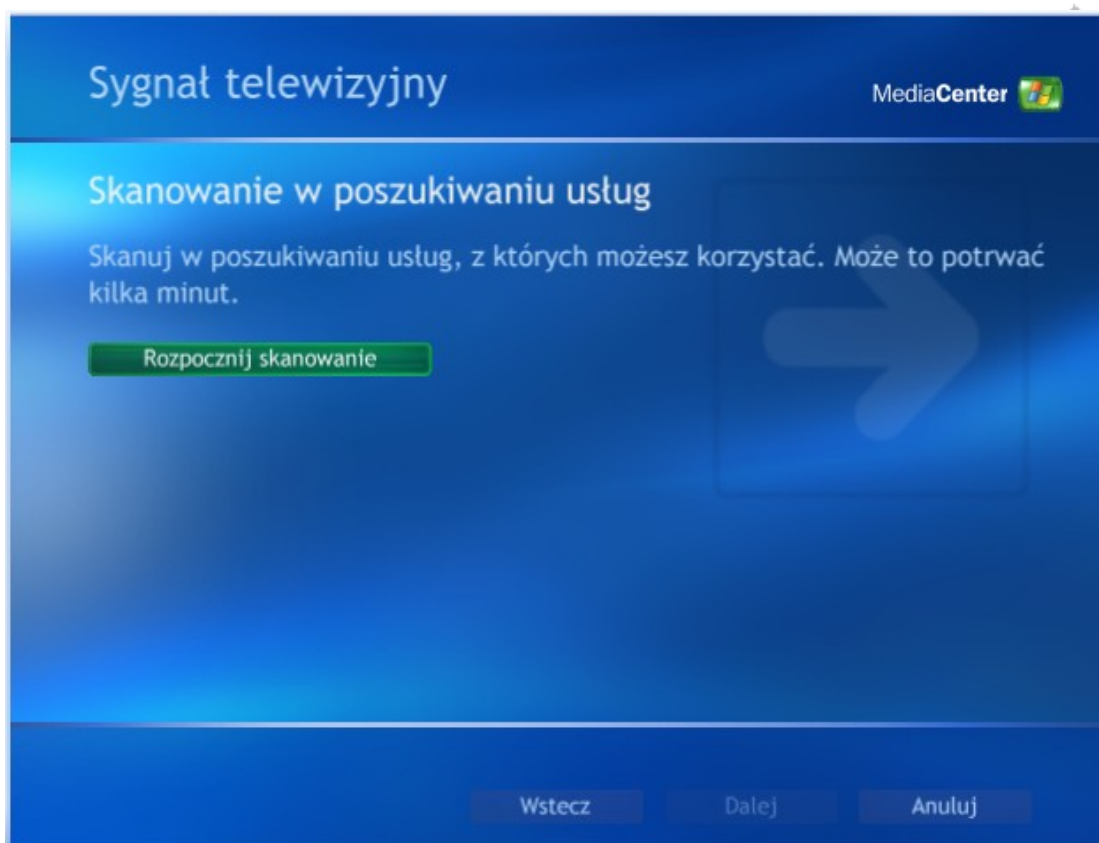 Sygnał telewizyjny
MediaCenter
Skanowanie w poszukiwaniu usług
Skanuj w poszukiwaniu usług, z których możesz korzystać. Może to potrwać
kilka minut.
Rozpocznij skanowanie
Wstecz Dalej Anuluj